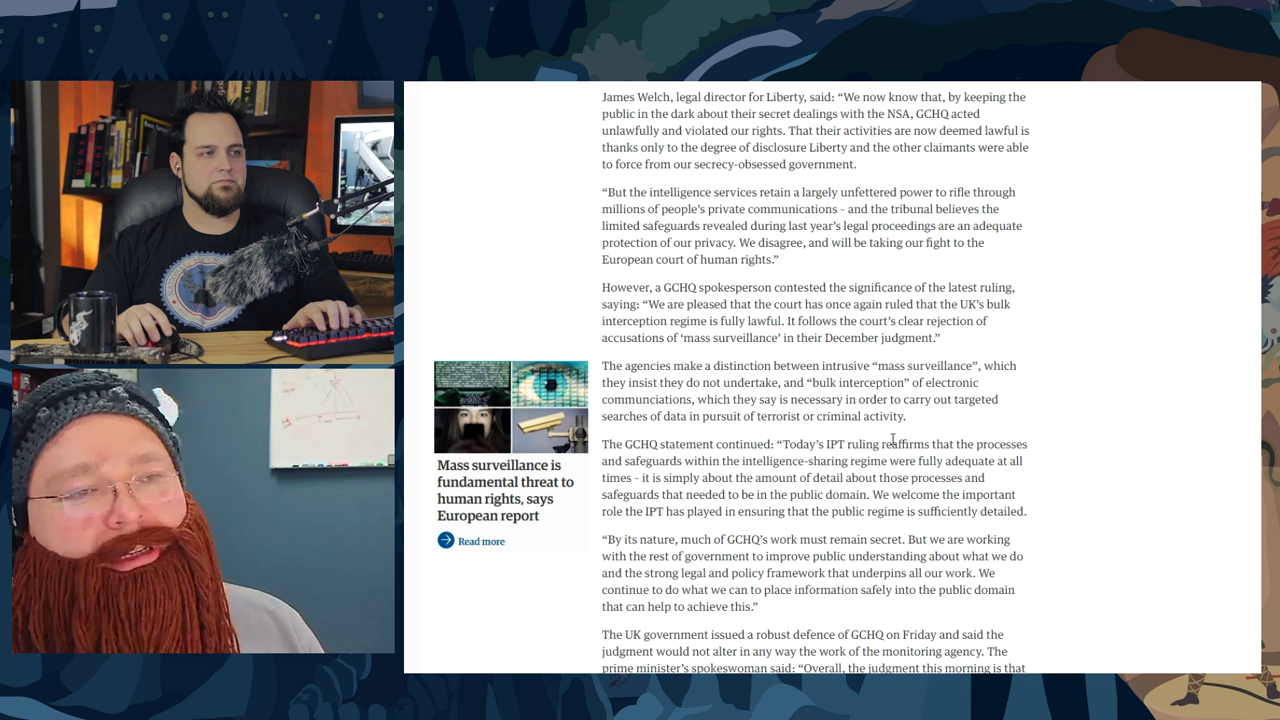 James Welch, legal director for Liberty, said: “We now know that, by keeping the
public in the dark about their secret dealings with the NSA, GCHQ acted
unlawfully and violated our rights. That their activities are now deemed lawful is
thanks only to the degree of disclosure Liberty and the other claimants were able
to force from our secrecy-obsessed government.
“But the intelligence services retain a largely unfettered power to rifle through
millions of people’s private communications – and the tribunal believes the
limited safeguards revealed during last year’s legal proceedings are an adequate
protection of our privacy. We disagree, and will be taking our fight to the
European court of human rights.”
However, a GCHQ spokesperson contested the significance of the latest ruling,
saying: “We are pleased that the court has once again ruled that the UK’s bulk
interception regime is fully lawful. It follows the court’s clear rejection of
accusations of ‘mass surveillance’ in their December judgment.”
The agencies make a distinction between intrusive “mass surveillance”, which
they insist they do not undertake, and “bulk interception” of electronic
communciations, which they say is necessary in order to carry out targeted
searches of data in pursuit of terrorist or criminal activity.
Mass surveillance is
fundamental threat to
human rights, says
European report
Read more
The GCHQ statement continued: “Today’s IPT ruling reaffirms that the processes
and safeguards within the intelligence-sharing regime were fully adequate at all
times – it is simply about the amount of detail about those processes and
safeguards that needed to be in the public domain. We welcome the important
role the IPT has played in ensuring that the public regime is sufficiently detailed.
“By its nature, much of GCHQ’s work must remain secret. But we are working
with the rest of government to improve public understanding about what we do
and the strong legal and policy framework that underpins all our work. We
continue to do what we can to place information safely into the public domain
that can help to achieve this.”
The UK government issued a robust defence of GCHQ on Friday and said the
judgment would not alter in any way the work of the monitoring agency. The
prime minister’s spokeswoman said: “Overall, the judgment this morning is that